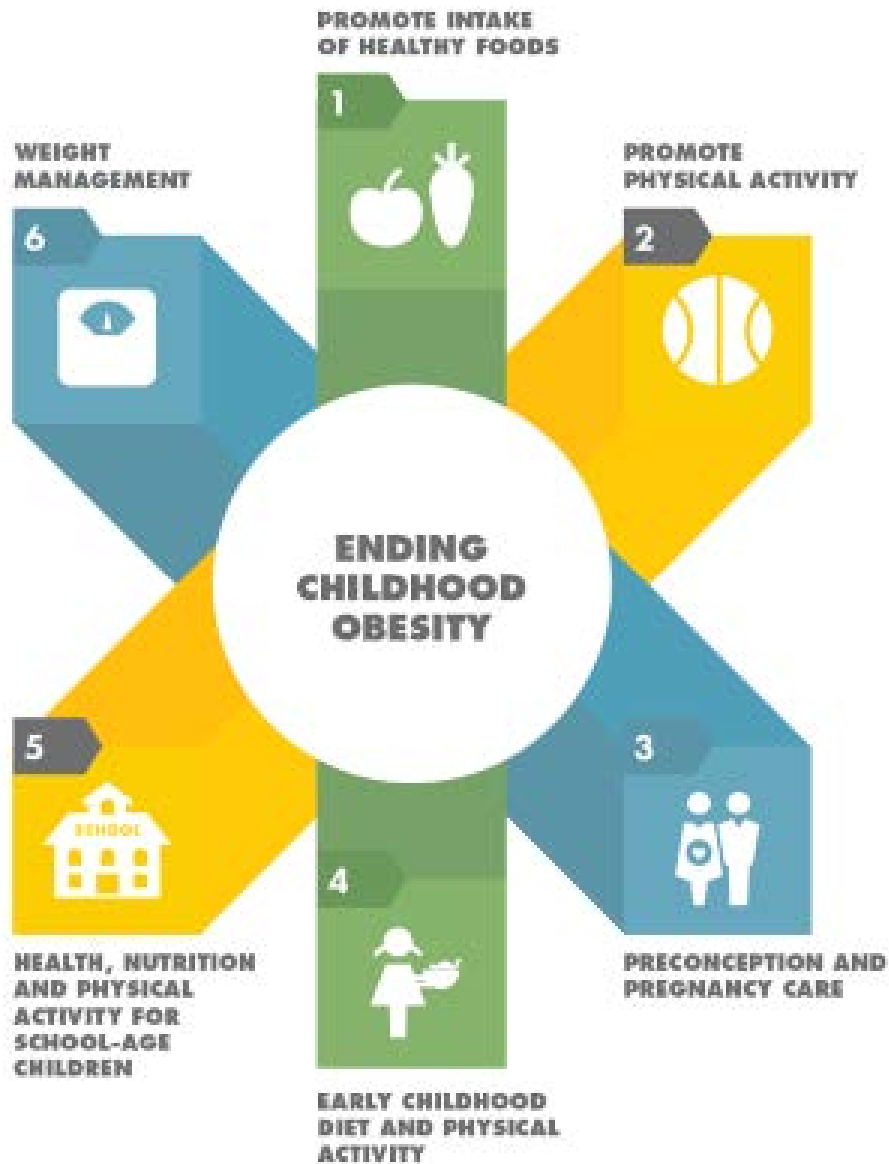 PROMOTE INTAKE
OF HEALTHY FOODS
1
PROMOTE
PHYSICAL ACTIVITY
2
3
PRECONCEPTION AND
PREGNANCY CARE
4
EARLY CHILDHOOD
DIET AND PHYSICAL
ACTIVITY
5
SCHOOL
HEALTH, NUTRITION
AND PHYSICAL
ACTIVITY FOR
SCHOOL-AGE
CHILDREN
WEIGHT
MANAGEMENT
6
ENDING
CHILDHOOD
OBESITY